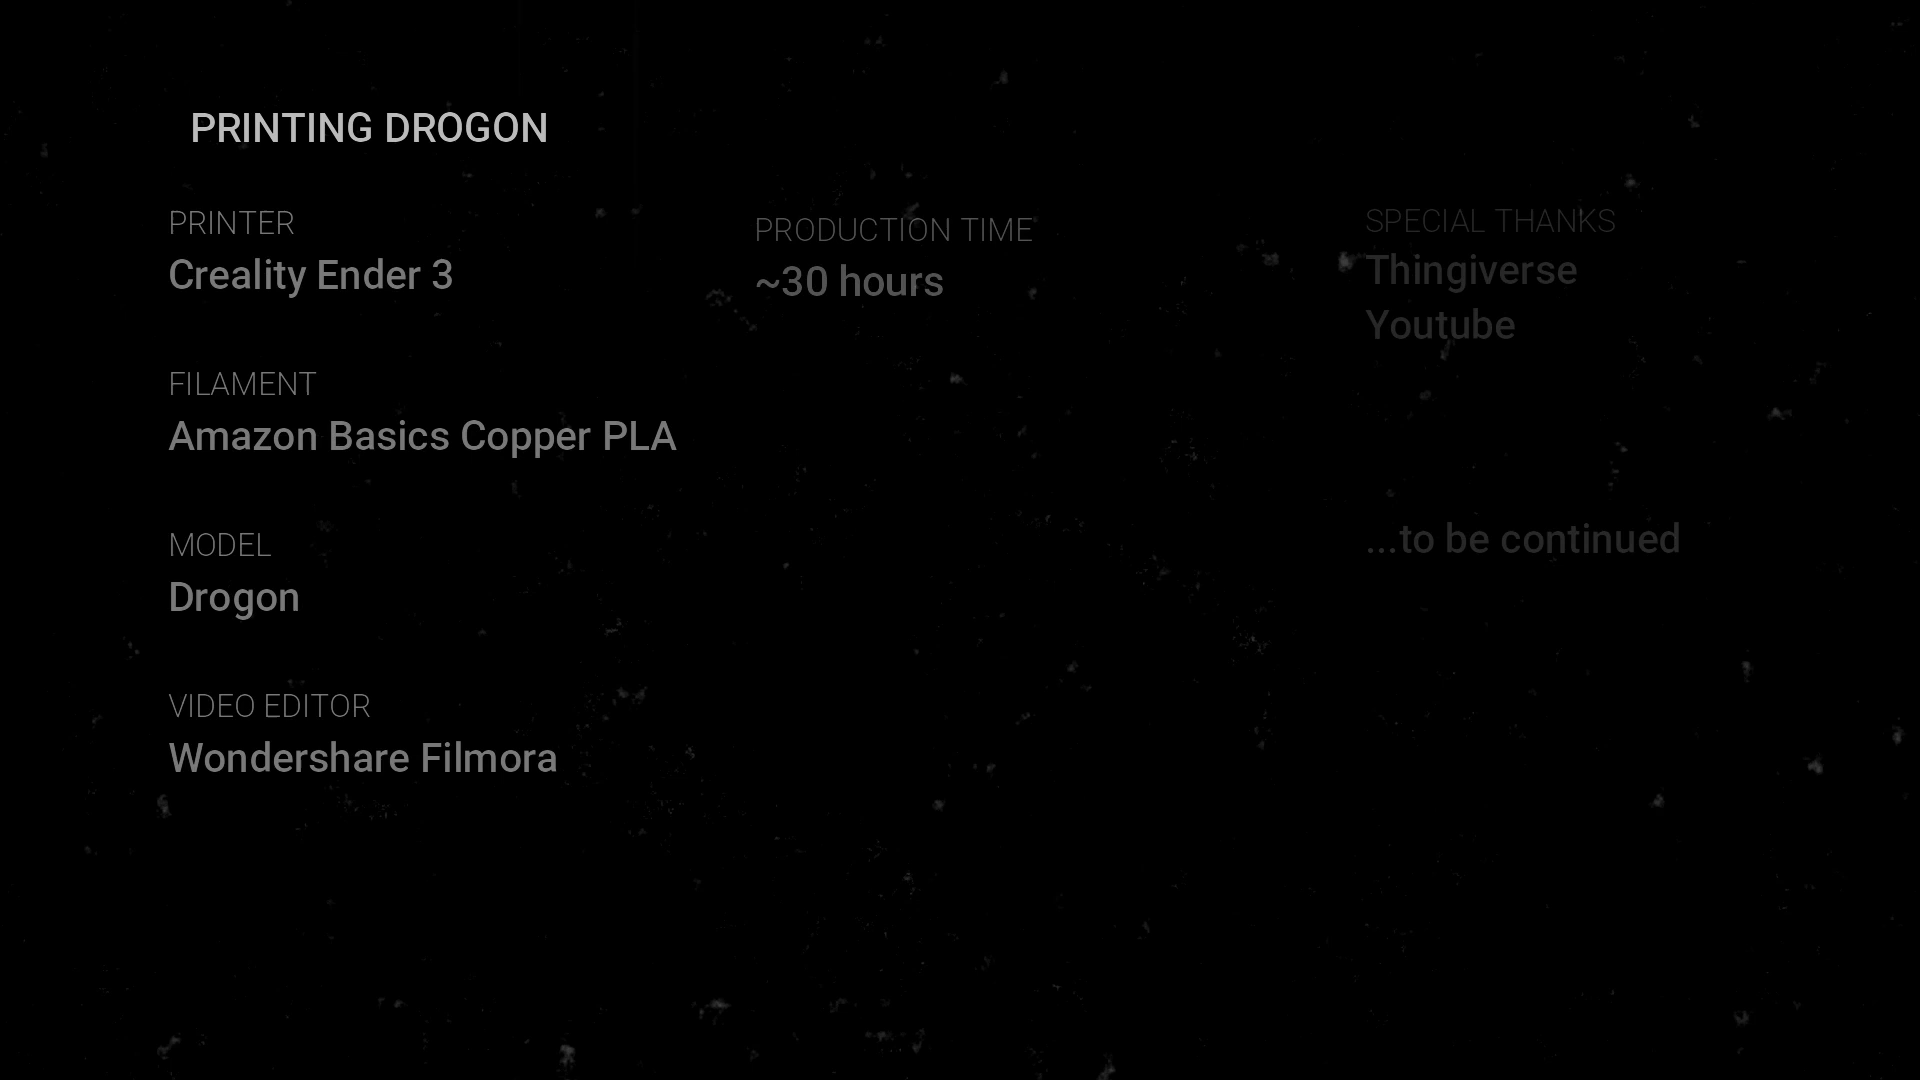 PRINTING DROGON
PRINTER
Creality Ender 3
FILAMENT
Amazon Basics Copper PLA
MODEL
Drogon
VIDEO EDITOR
Wondershare Filmora
PRODUCTION TIME
~30 hours
SPECIAL THANKS
Thingiverse
Youtube
...to be continued